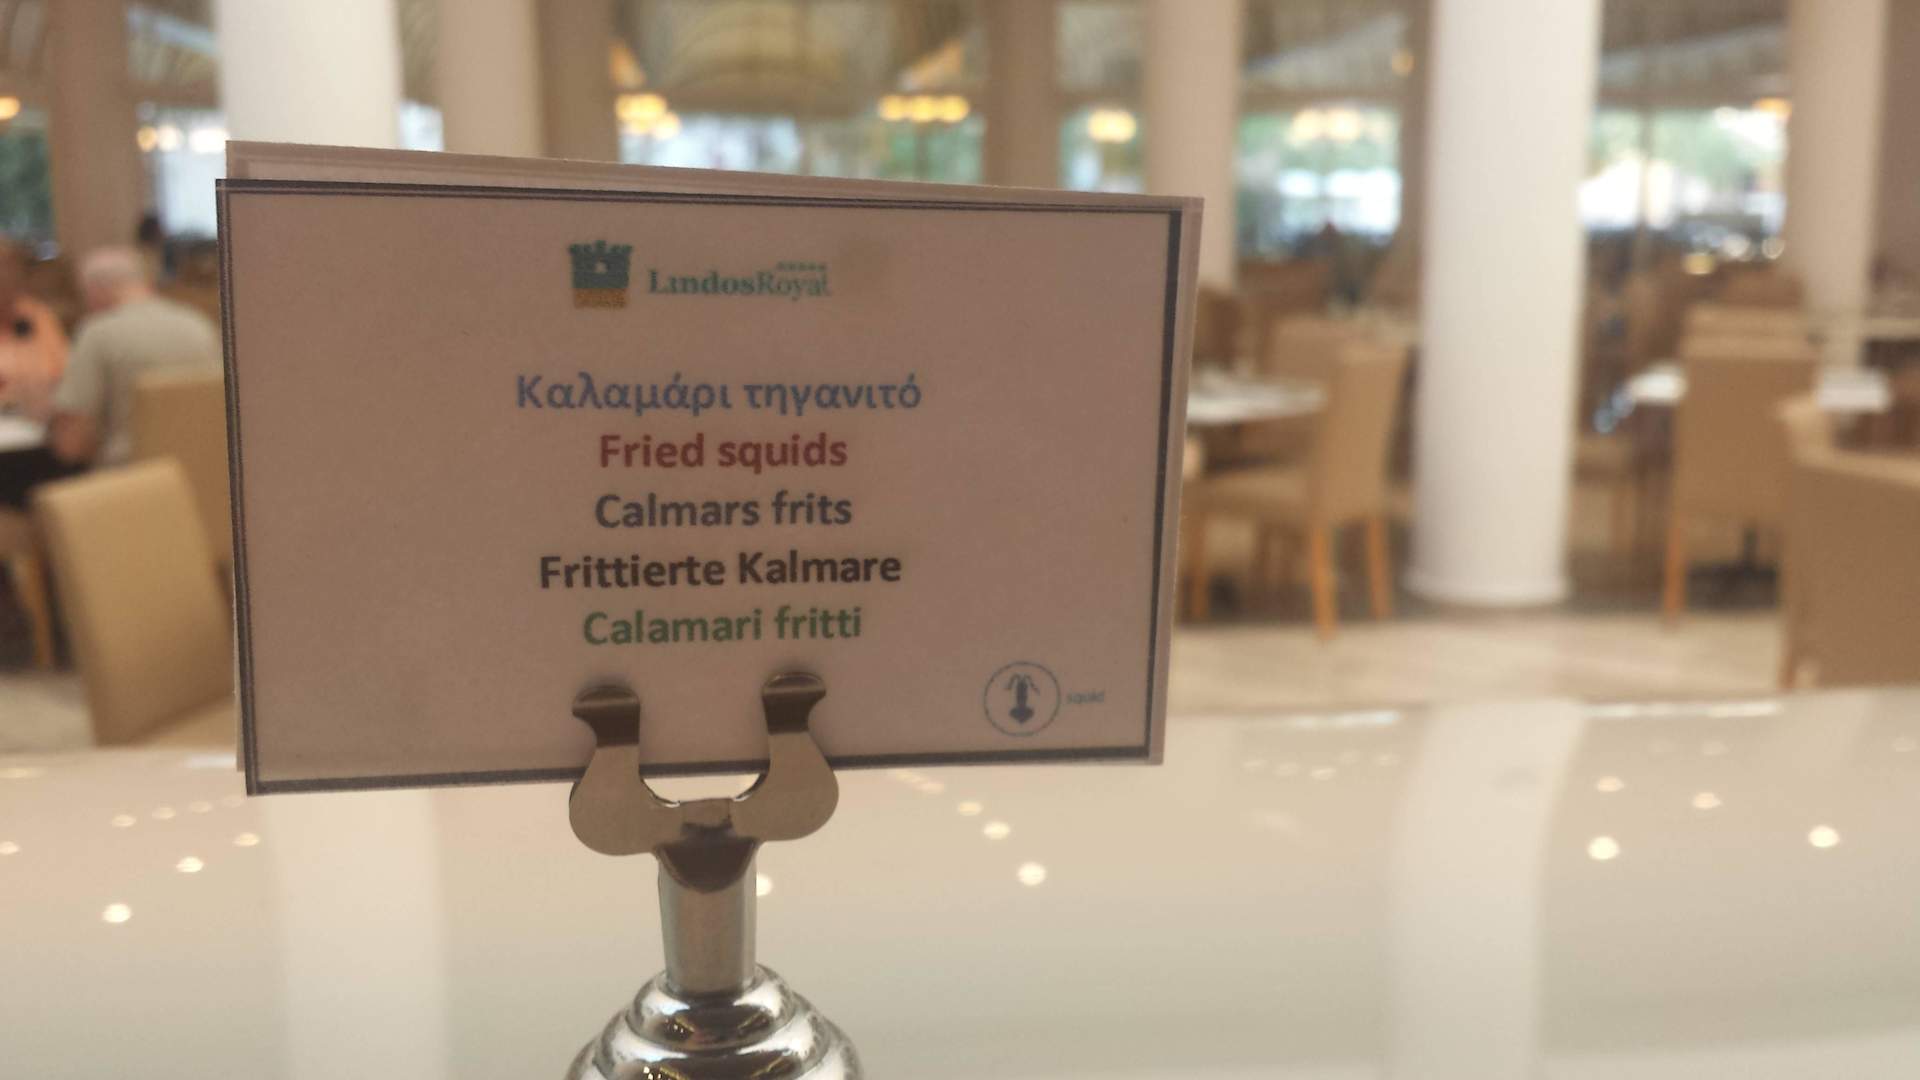 LindosRoyal
Καλαμάρι τηγανιτό
Fried squids
Calmars frits
Frittierte Kalmare
Calamari fritti
squid